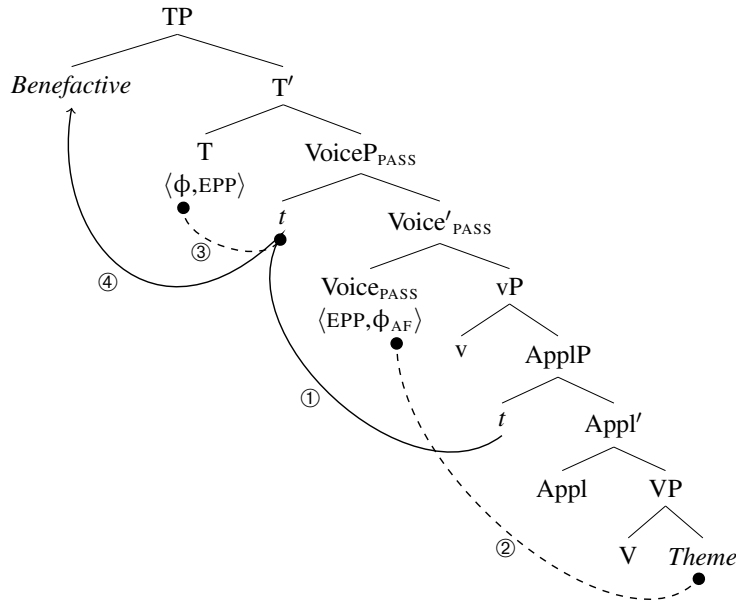 TP
Benefactive T′
T VoiceP_PASS
⟨ϕ,EPP⟩ t Voice′_PASS
③
④ Voice_PASS vP
⟨EPP,ϕ_AF⟩
v ApplP
① t Appl′
Appl VP
② V Theme